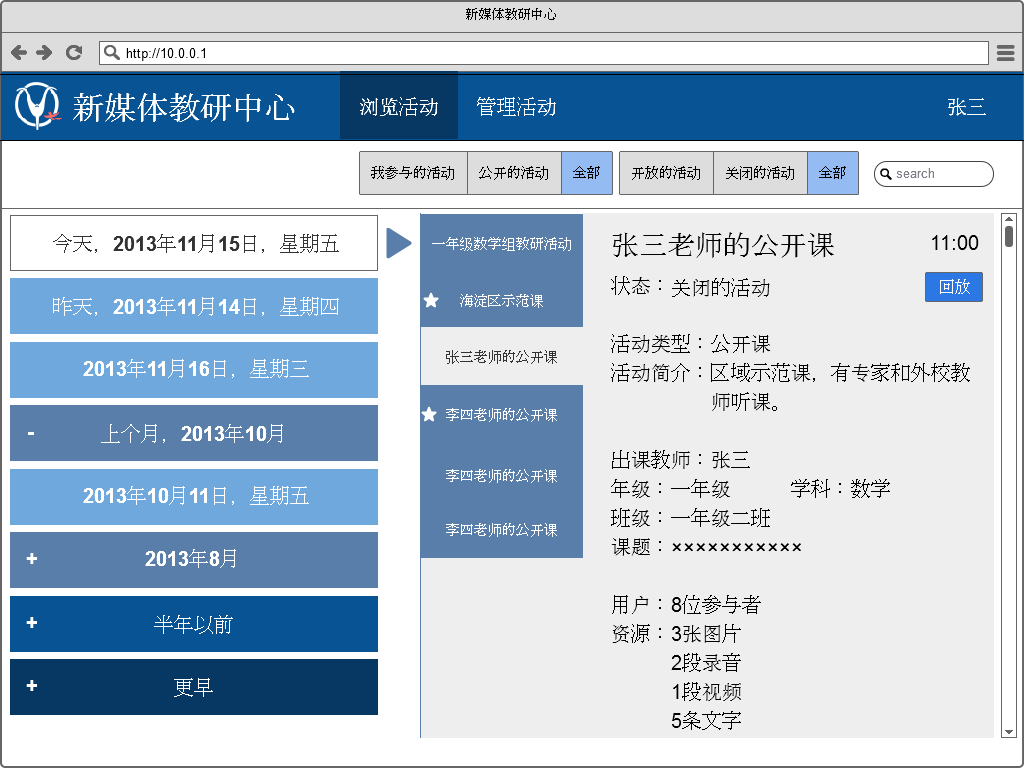 新媒体教研中心
http://10.0.0.1
新媒体教研中心
浏览活动
管理活动
张三
我参与的活动
公开的活动
全部
开放的活动
关闭的活动
全部
search
今天，2013年11月15日，星期五
昨天，2013年11月14日，星期四
2013年11月16日，星期三
- 上个月，2013年10月
2013年10月11日，星期五
+ 2013年8月
+ 半年以前
+ 更早
一年级数学组教研活动
海淀区示范课
张三老师的公开课
李四老师的公开课
李四老师的公开课
李四老师的公开课
张三老师的公开课 11:00
状态：关闭的活动 回放
活动类型：公开课
活动简介：区域示范课，有专家和外校教
师听课。
出课教师：张三
年级：一年级 学科：数学
班级：一年级二班
课题：×××××××××××
用户：8位参与者
资源：3张图片
2段录音
1段视频
5条文字